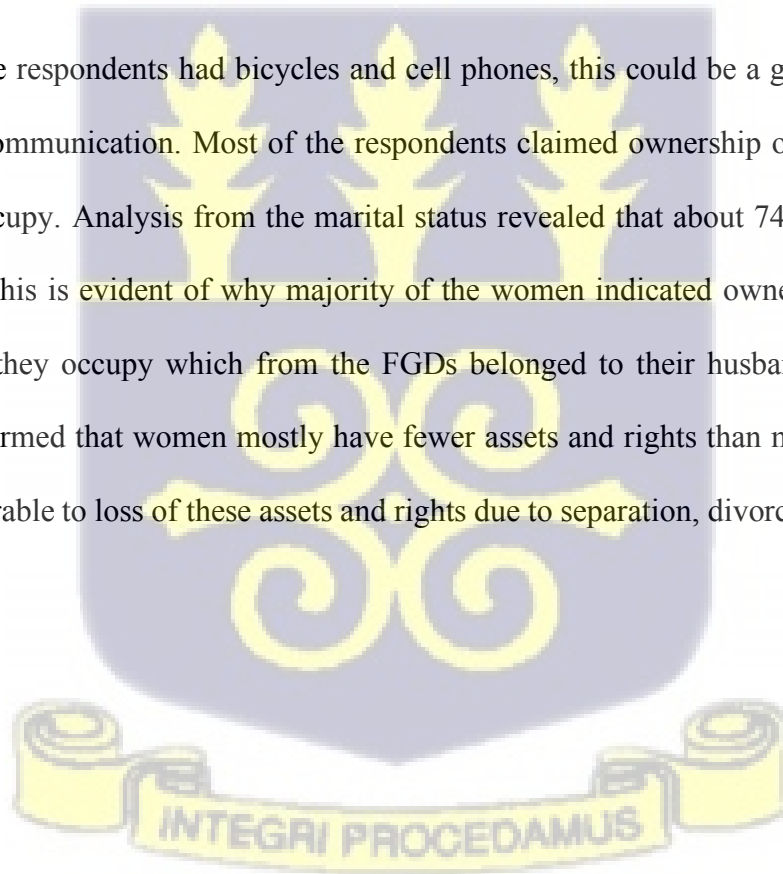 e respondents had bicycles and cell phones, this could be a g
ommunication. Most of the respondents claimed ownership o
cupy. Analysis from the marital status revealed that about 74
his is evident of why majority of the women indicated owne
they occupy which from the FGDs belonged to their husba
rmed that women mostly have fewer assets and rights than m
rable to loss of these assets and rights due to separation, divorc
INTEGRI PROCEDAMUS